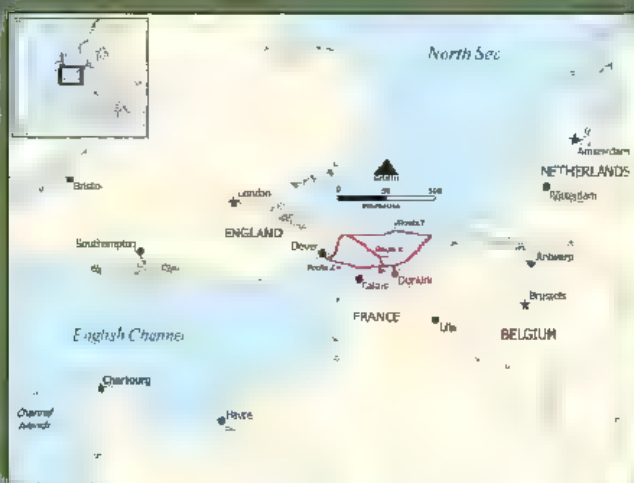 North Sea
Amsterdam
NETHERLANDS
Rotterdam
Bristol
London
ENGLAND
Southampton
Dover
Calais
Dunkirk
Antwerp
Brussels
FRANCE
Lille
BELGIUM
English Channel
Cherbourg
Havre
Channel